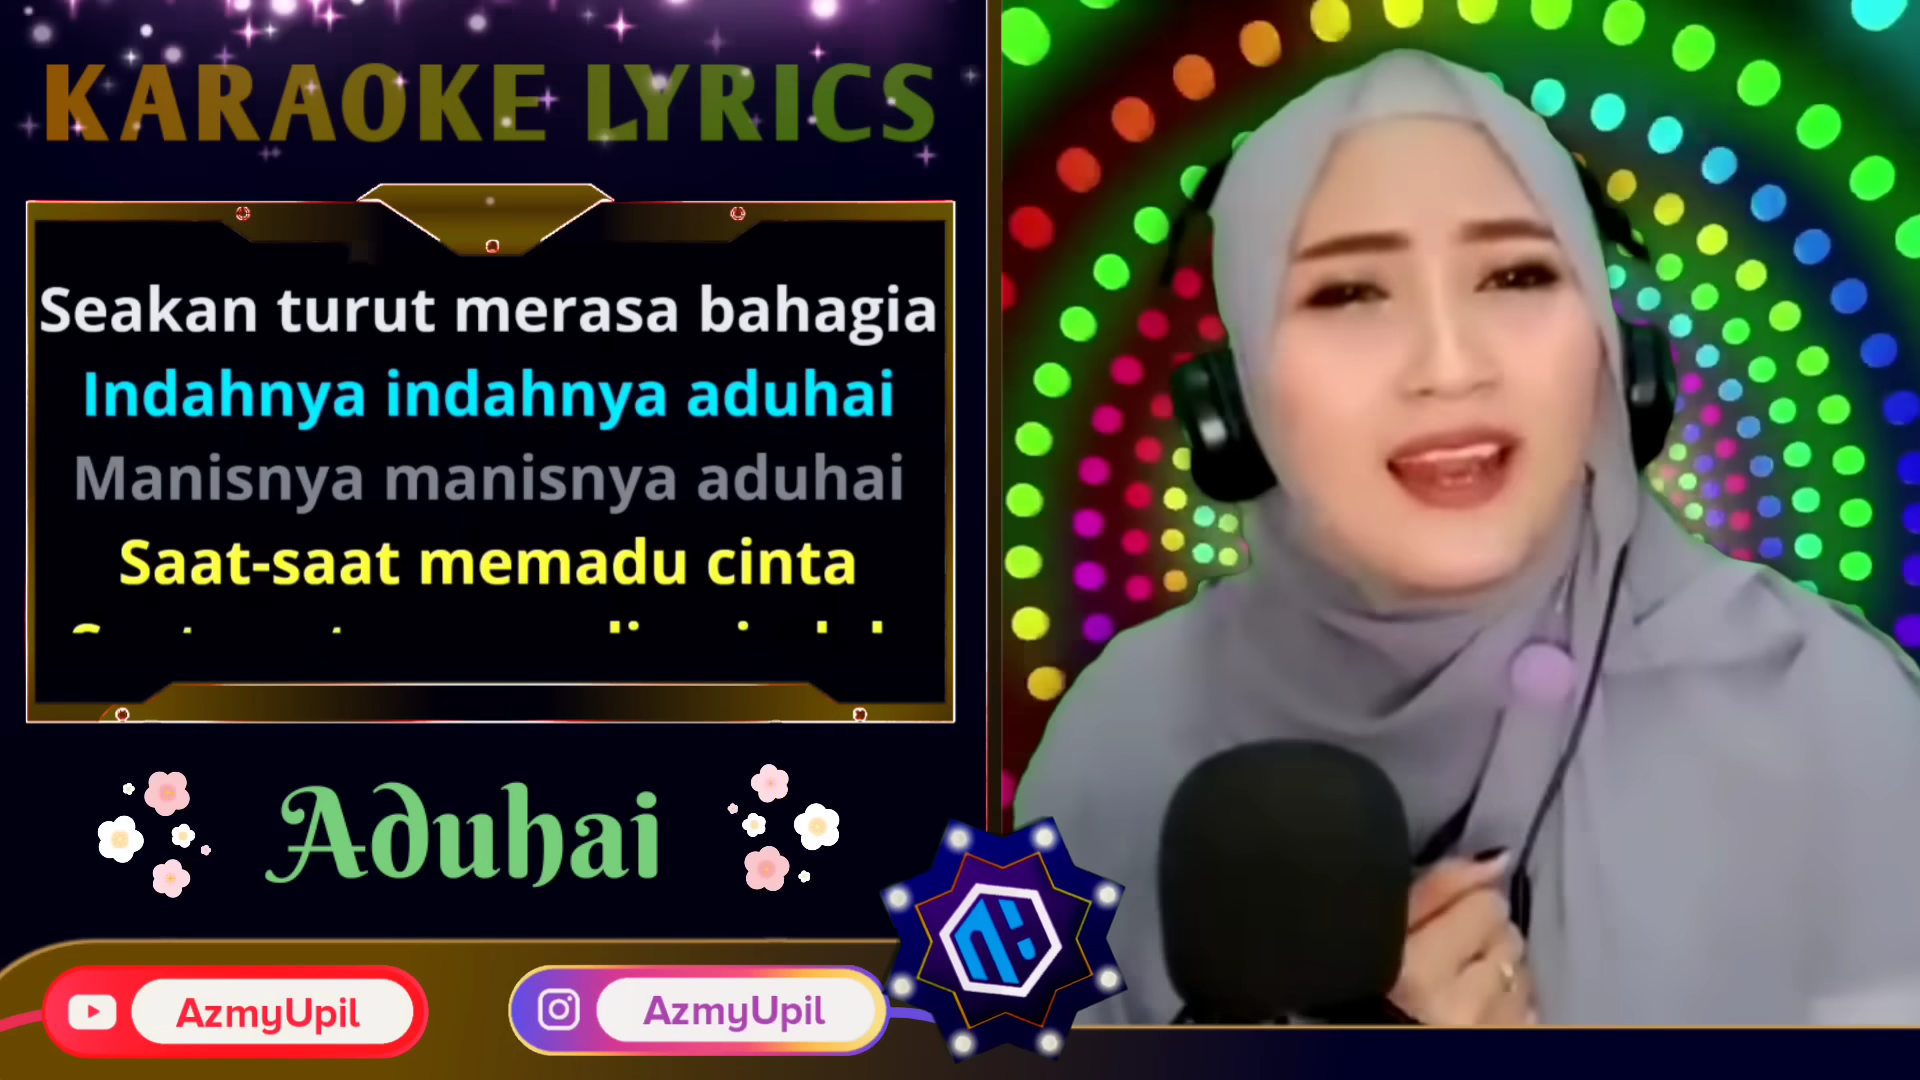 KARAOKE LYRICS
Seakan turut merasa bahagia
Indahnya indahnya aduhai
Manisnya manisnya aduhai
Saat-saat memadu cinta
Aduhai
AzmyUpil
AzmyUpil